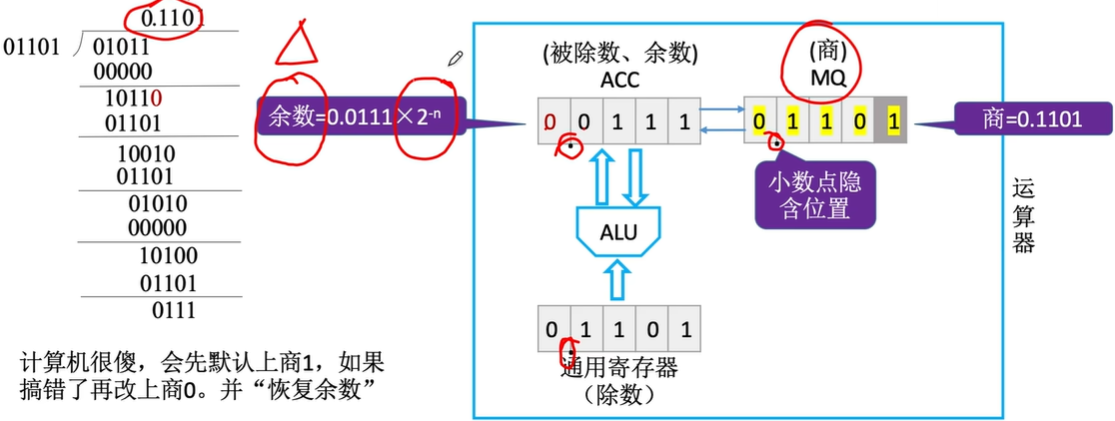 0.1101
01101
01011
00000
10110
01101
10010
01101
01010
00000
10100
01101
0111
计算机很傻，会先默认上商1，如果
搞错了再改上商0。并“恢复余数”
余数=0.0111×2⁻ⁿ
(被除数、余数)
ACC
0 0 1 1 1
(商)
MQ
0 1 1 0 1
商=0.1101
小数点隐
含位置
ALU
0 1 1 0 1
通用寄存器
（除数）
运
算
器